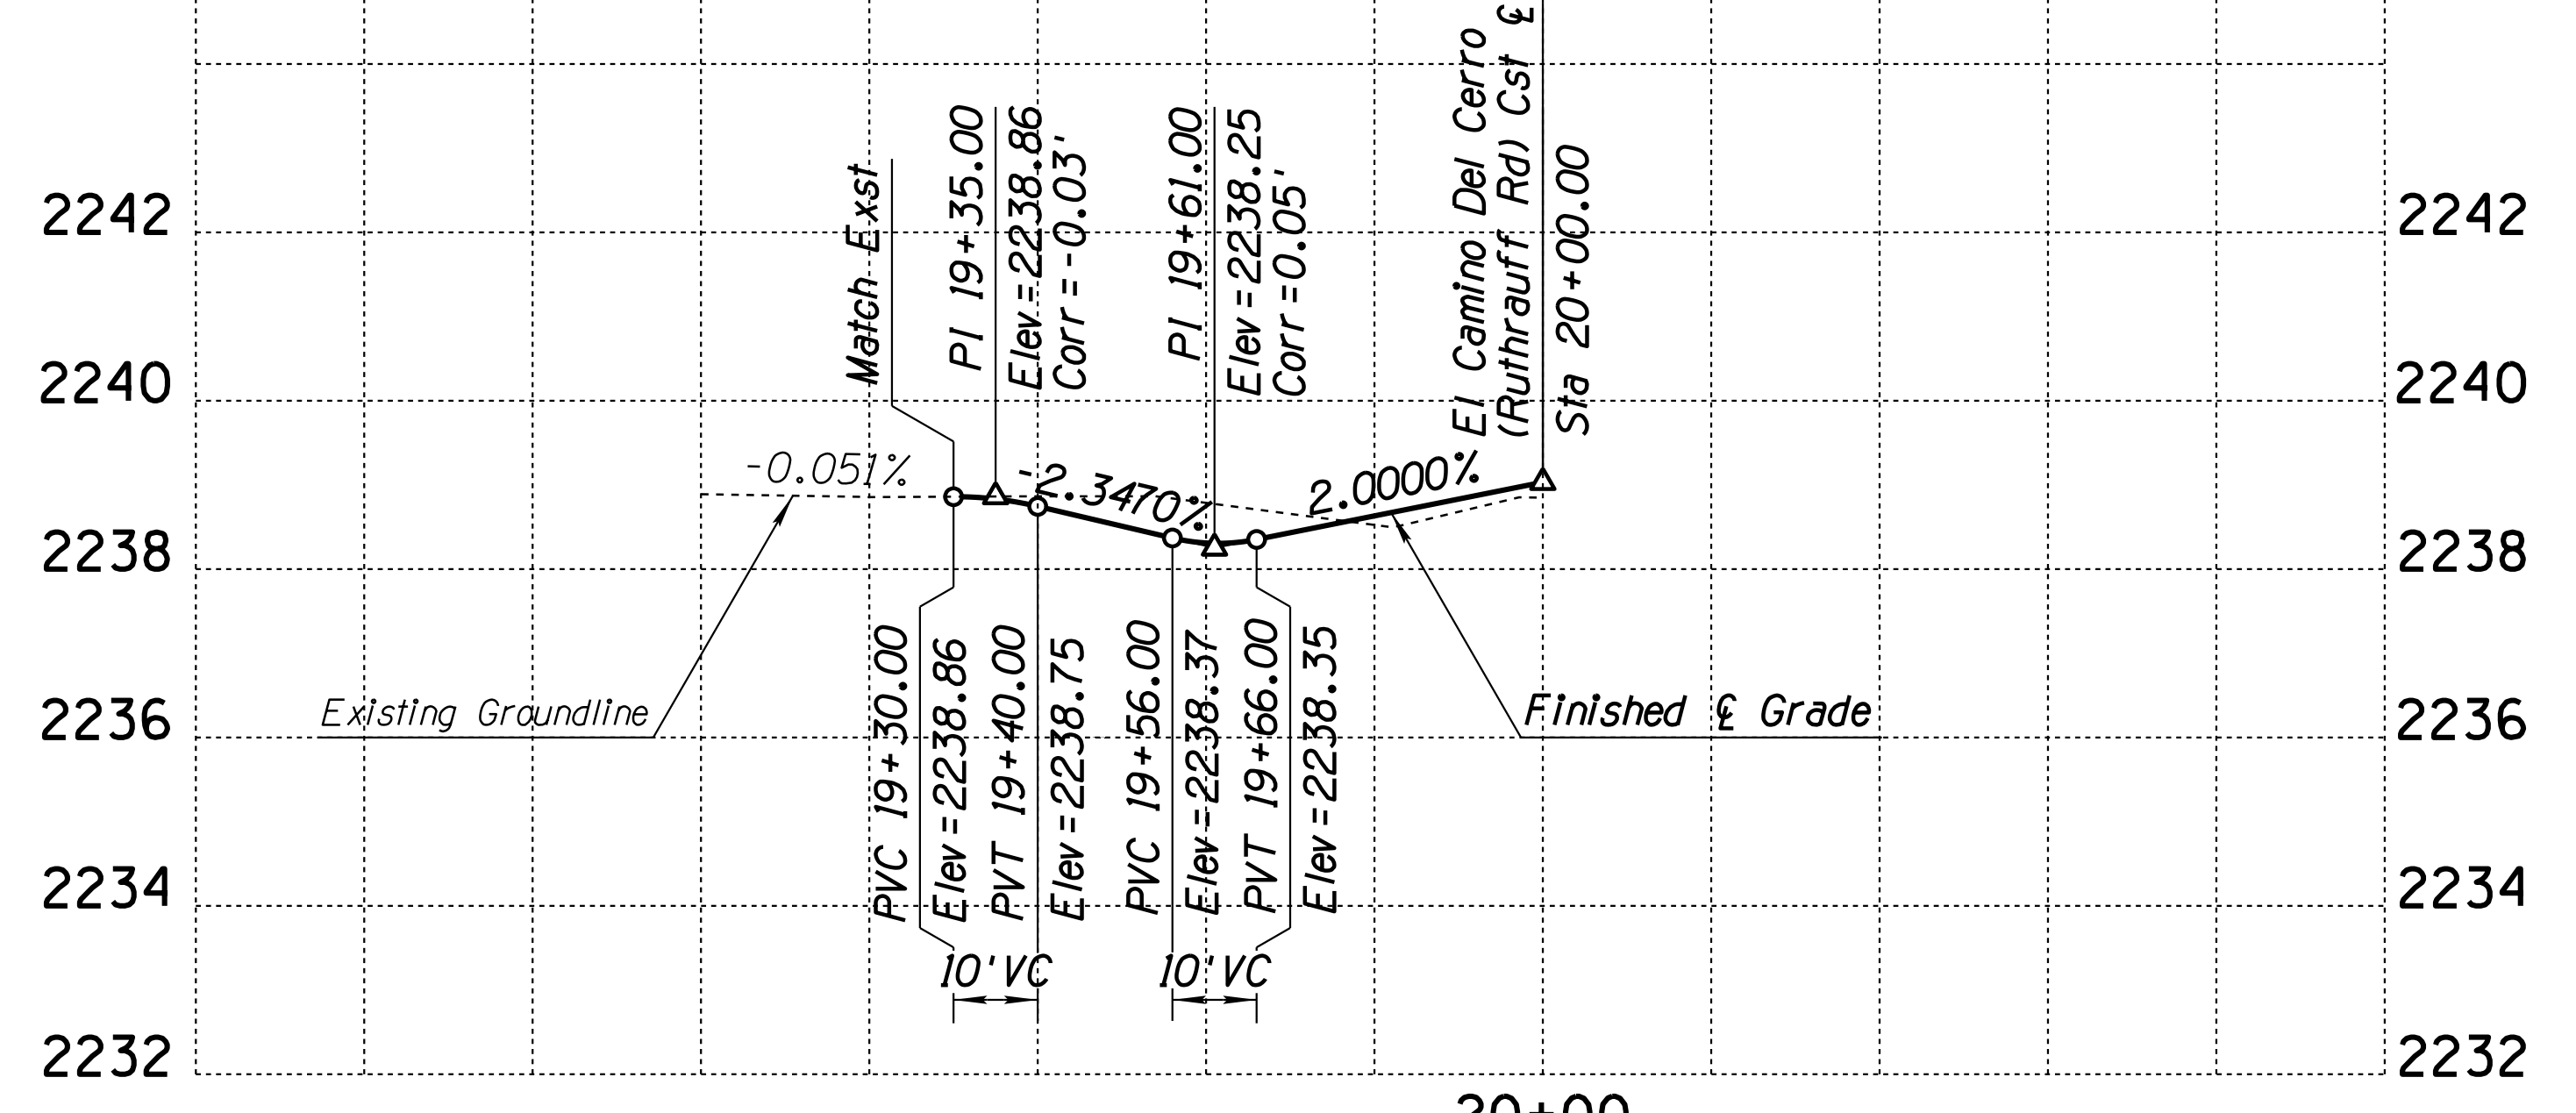 El Camino Del Cerro
(Ruthrauff Rd) Cst ℄
Sta 20+00.00
Match Exst
PI 19+35.00
Elev=2238.86
Corr=-0.03'
PI 19+61.00
Elev=2238.25
Corr=0.05'
2242
2242
2240
2240
-0.051%
-2.3470%
2.0000%
2238
2238
PVC 19+30.00
Elev=2238.86
PVT 19+40.00
Elev=2238.75
PVC 19+56.00
Elev=2238.37
PVT 19+66.00
Elev=2238.35
Existing Groundline
Finished ℄ Grade
2236
2236
2234
2234
10'VC
10'VC
2232
2232
20+00